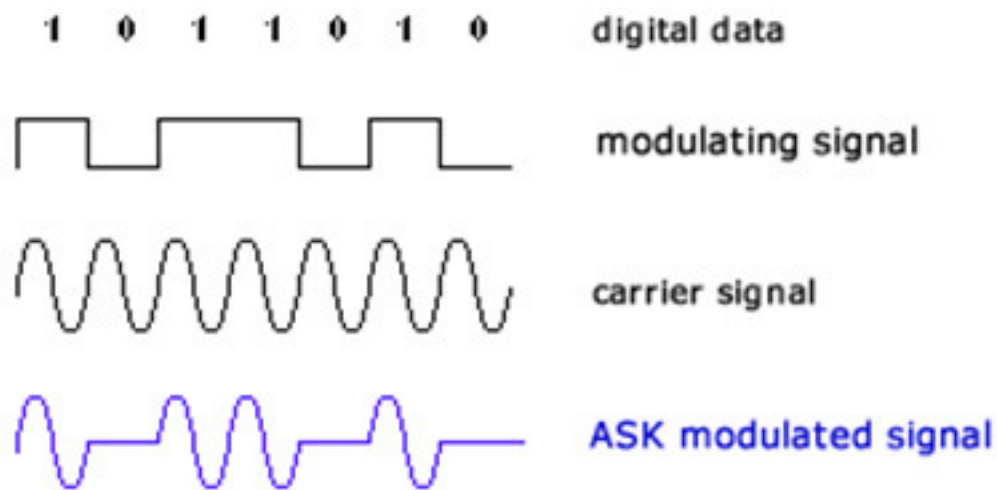 1 0 1 1 0 1 0 digital data
modulating signal
carrier signal
ASK modulated signal